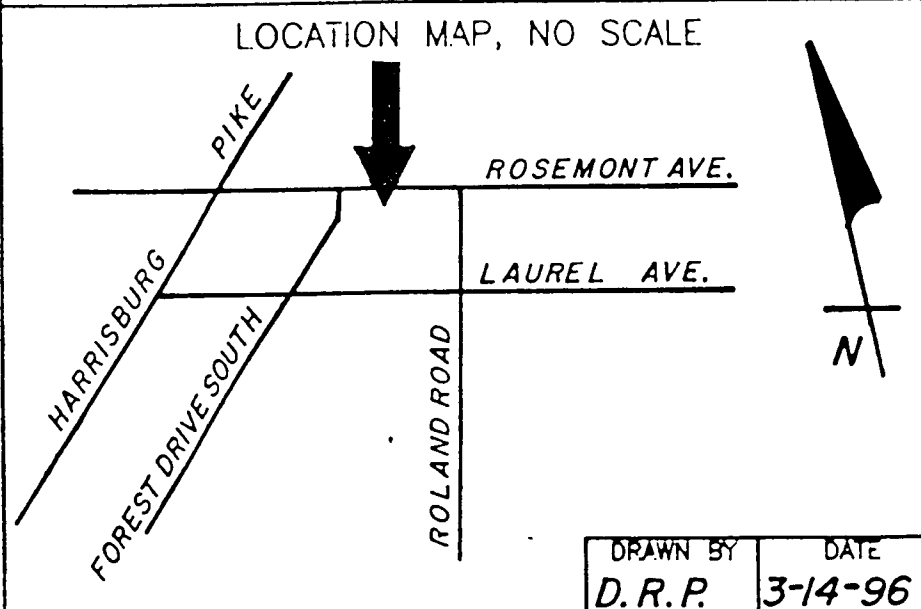 LOCATION MAP, NO SCALE
HARRISBURG PIKE
ROSEMONT AVE.
LAUREL AVE.
FOREST DRIVE SOUTH
ROLAND ROAD
N
DRAWN BY
D.R.P.
DATE
3-14-96